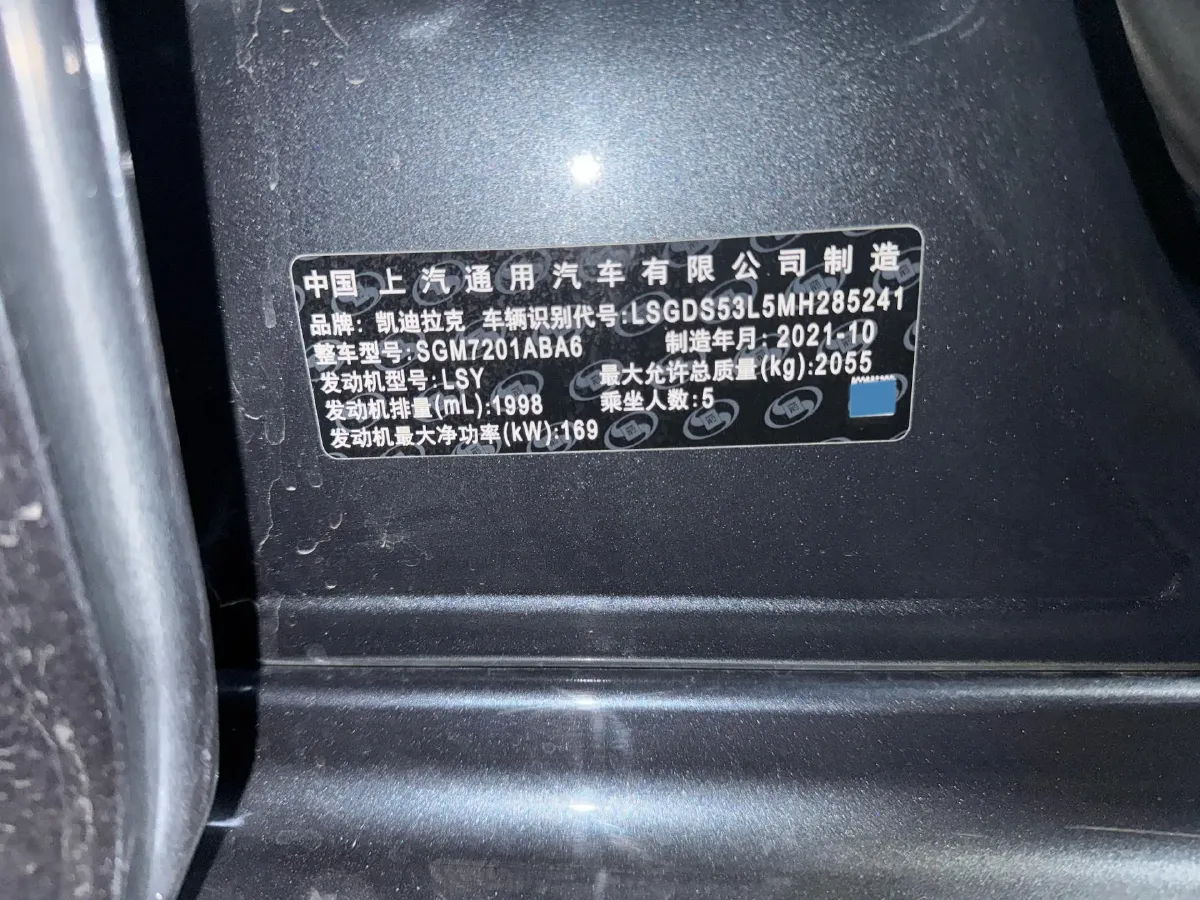 中国 上汽通用汽车有限公司制造
品牌: 凯迪拉克 车辆识别代号:LSGDS53L5MH285241
整车型号:SGM7201ABA6 制造年月:2021-10
发动机型号:LSY 最大允许总质量(kg):2055
发动机排量(mL):1998 乘坐人数:5
发动机最大净功率(kW):169